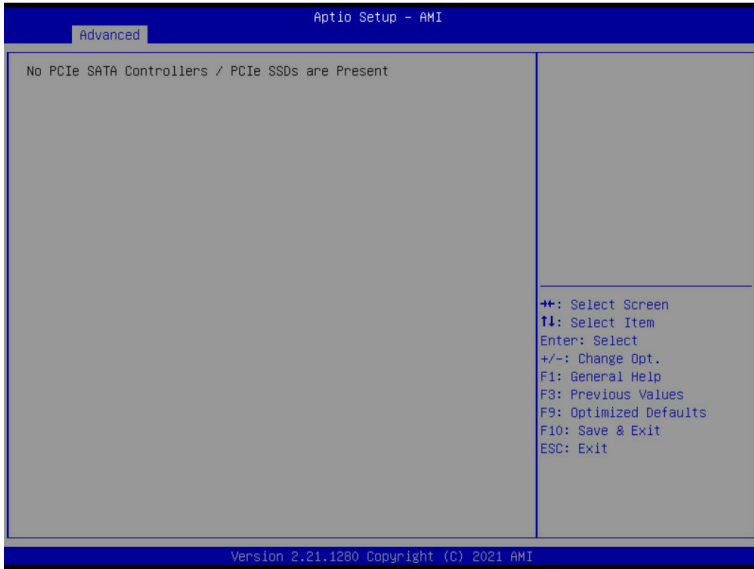 Aptio Setup – AMI
Advanced
No PCIe SATA Controllers / PCIe SSDs are Present
→←: Select Screen
↑↓: Select Item
Enter: Select
+/-: Change Opt.
F1: General Help
F3: Previous Values
F9: Optimized Defaults
F10: Save & Exit
ESC: Exit
Version 2.21.1280 Copyright (C) 2021 AMI